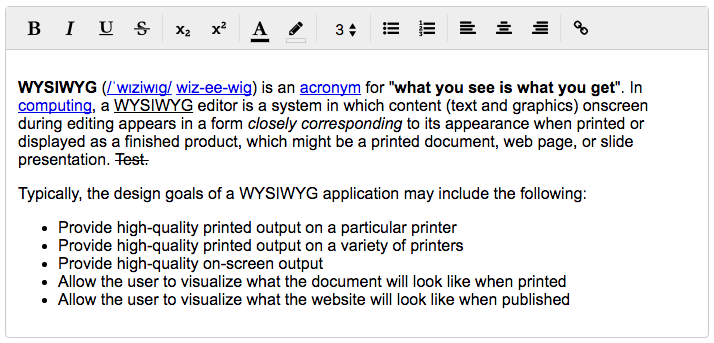 B I U S x₂ x² A 3
WYSIWYG (/ˈwɪziwɪɡ/ wiz-ee-wig) is an acronym for "what you see is what you get". In
computing, a WYSIWYG editor is a system in which content (text and graphics) onscreen
during editing appears in a form closely corresponding to its appearance when printed or
displayed as a finished product, which might be a printed document, web page, or slide
presentation. Test.
Typically, the design goals of a WYSIWYG application may include the following:
• Provide high-quality printed output on a particular printer
• Provide high-quality printed output on a variety of printers
• Provide high-quality on-screen output
• Allow the user to visualize what the document will look like when printed
• Allow the user to visualize what the website will look like when published